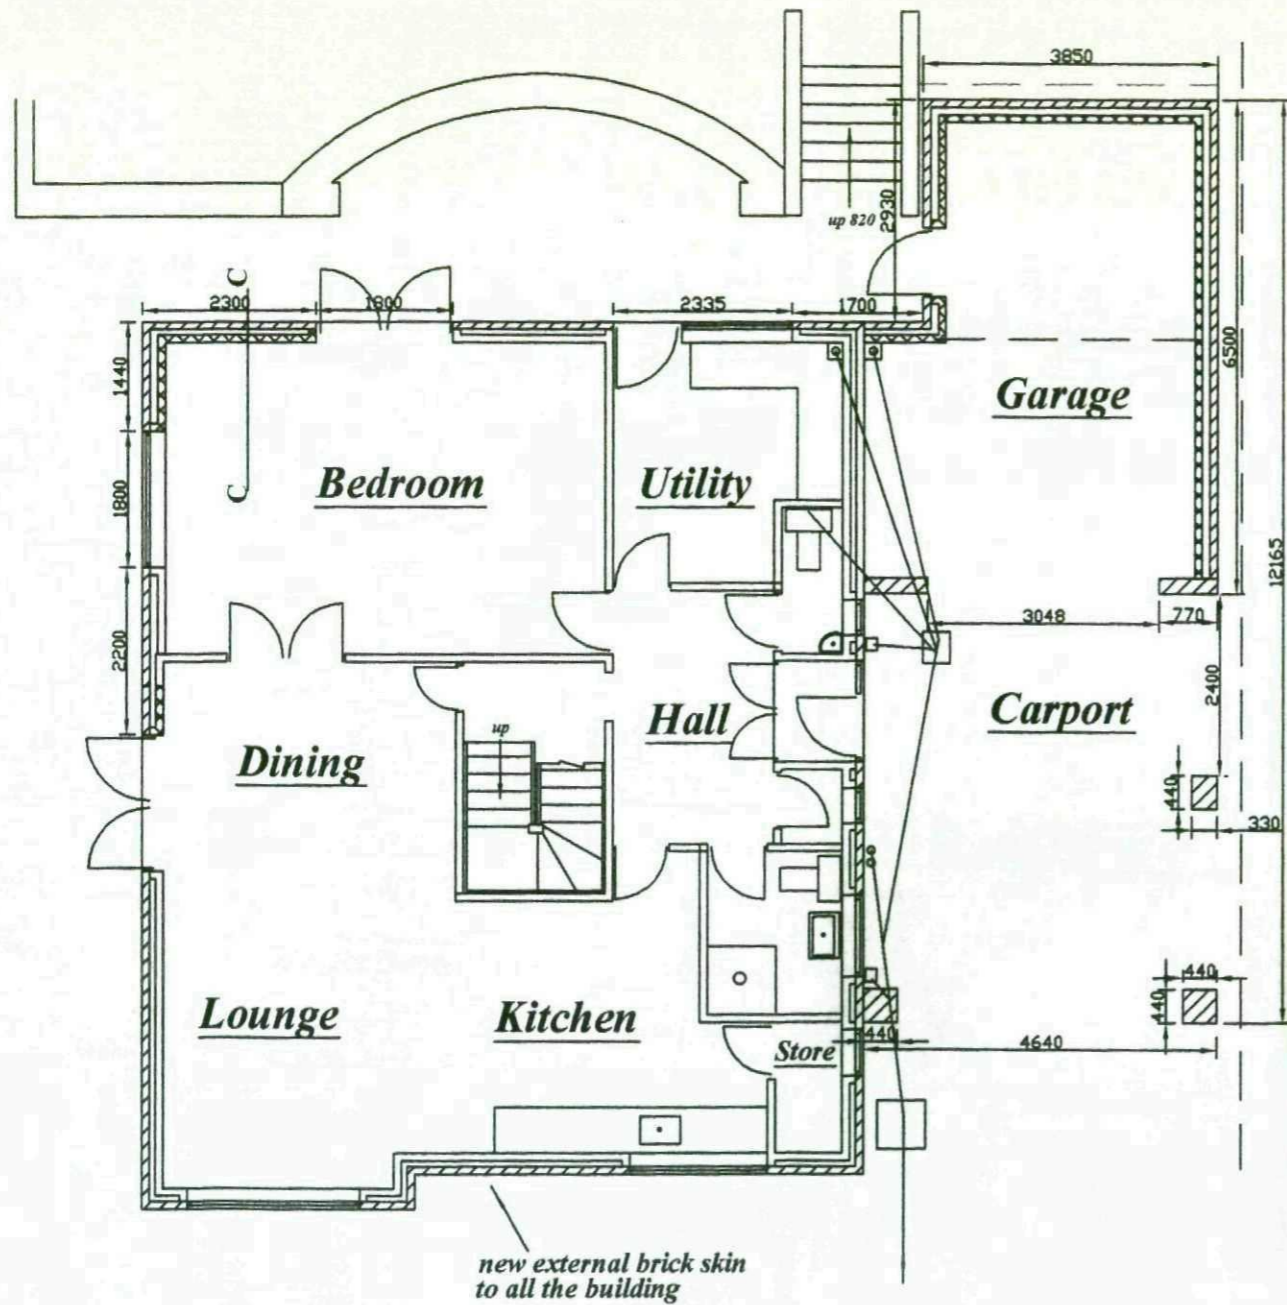 3850
up 820
2930
C
2300
1800
2335
1700
1440
Garage
6500
Bedroom
Utility
C
1800
12165
2200
3048
770
2400
Hall
Carport
up
Dining
440
330
Lounge
Kitchen
440
440
Store
440
4640
new external brick skin
to all the building